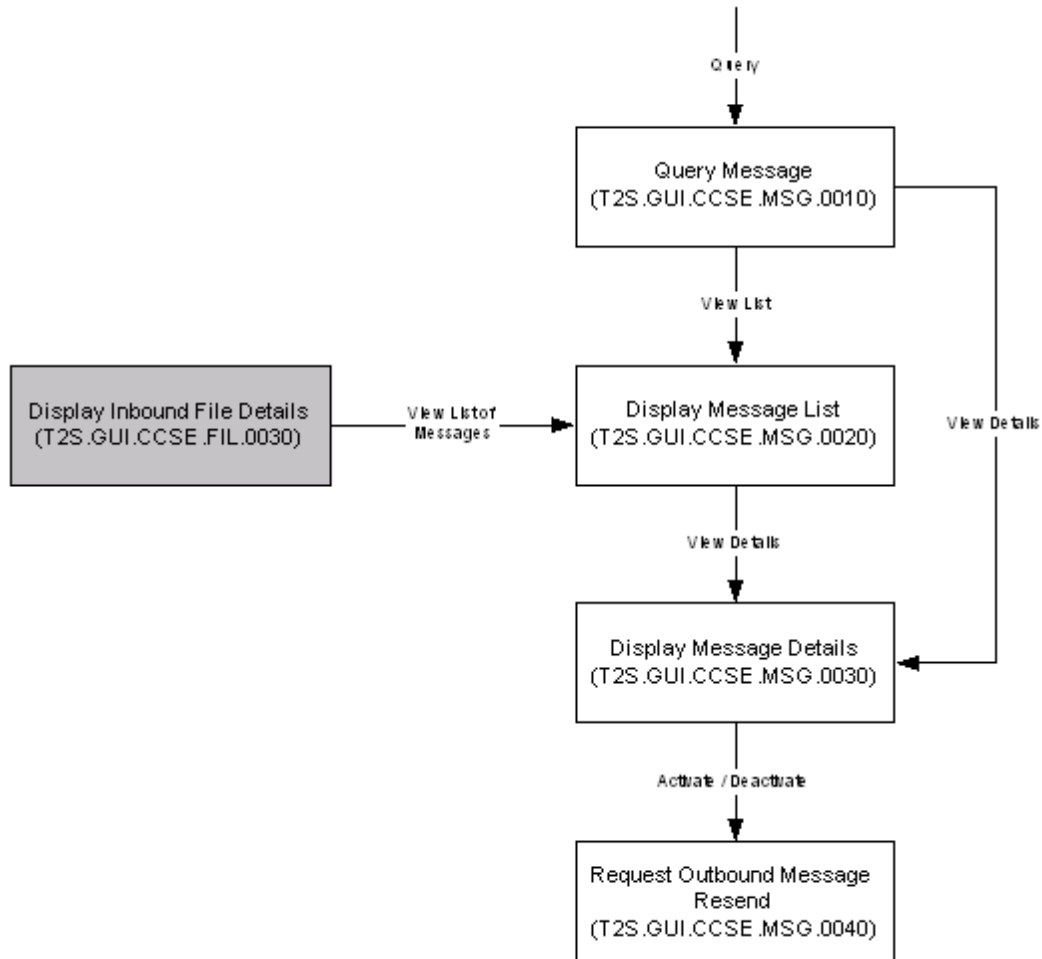 Query
Query Message
(T2S.GUI.CCSE.MSG.0010)
View List
Display Inbound File Details
(T2S.GUI.CCSE.FIL.0030)
View List of
Messages
Display Message List
(T2S.GUI.CCSE.MSG.0020)
View Details
View Details
Display Message Details
(T2S.GUI.CCSE.MSG.0030)
Activate / Deactivate
Request Outbound Message
Resend
(T2S.GUI.CCSE.MSG.0040)